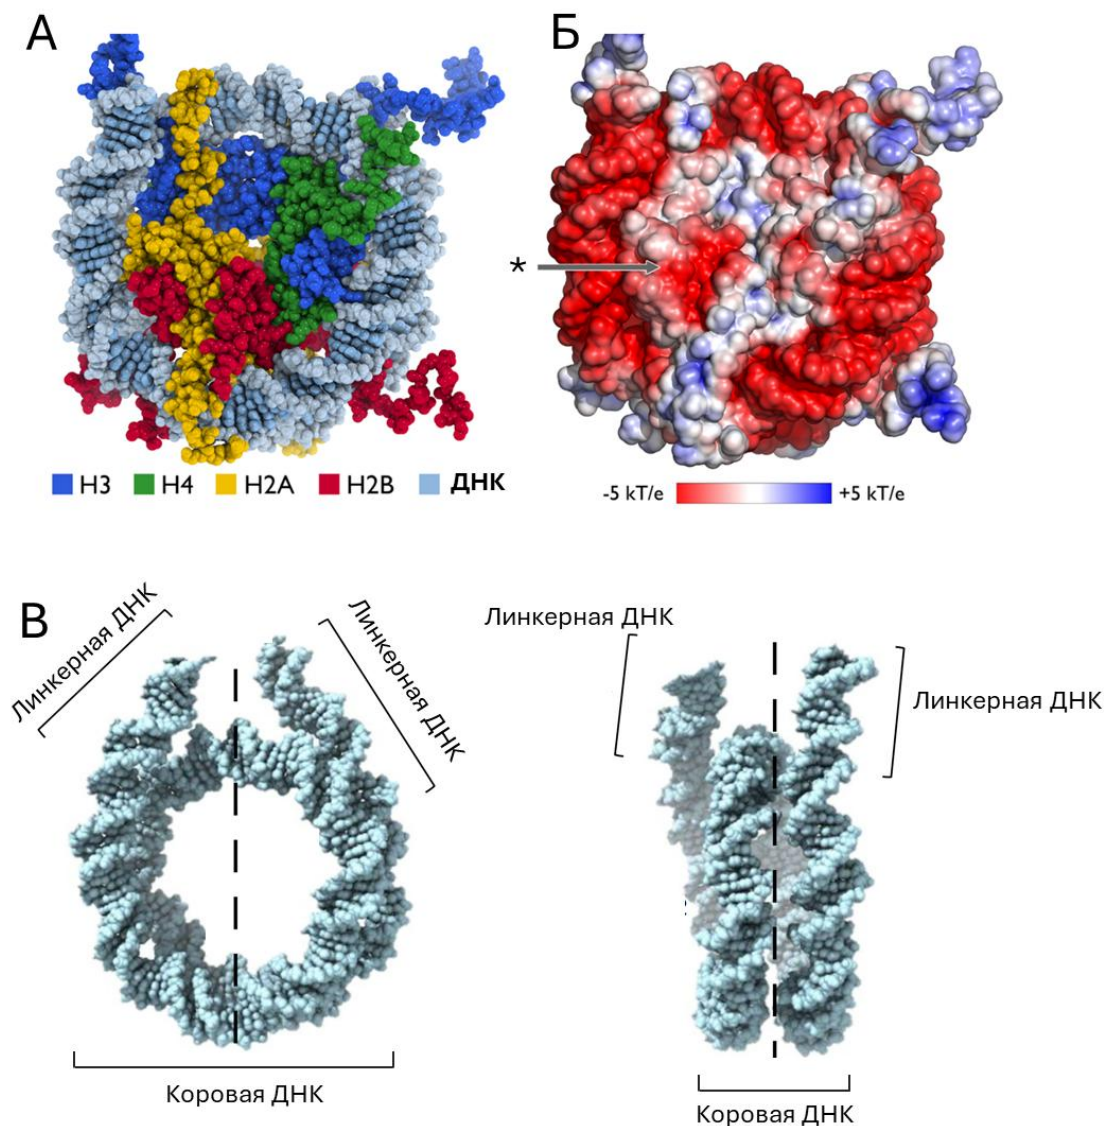 А
Б
*
H3 H4 H2A H2B ДНК
-5 kT/e +5 kT/e
В
Линкерная ДНК
Линкерная ДНК
Коровая ДНК
Линкерная ДНК
Линкерная ДНК
Коровая ДНК